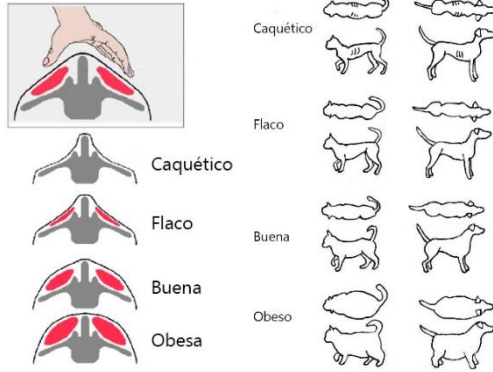 Caquético
Flaco
Buena
Obesa
Caquético
Flaco
Buena
Obeso